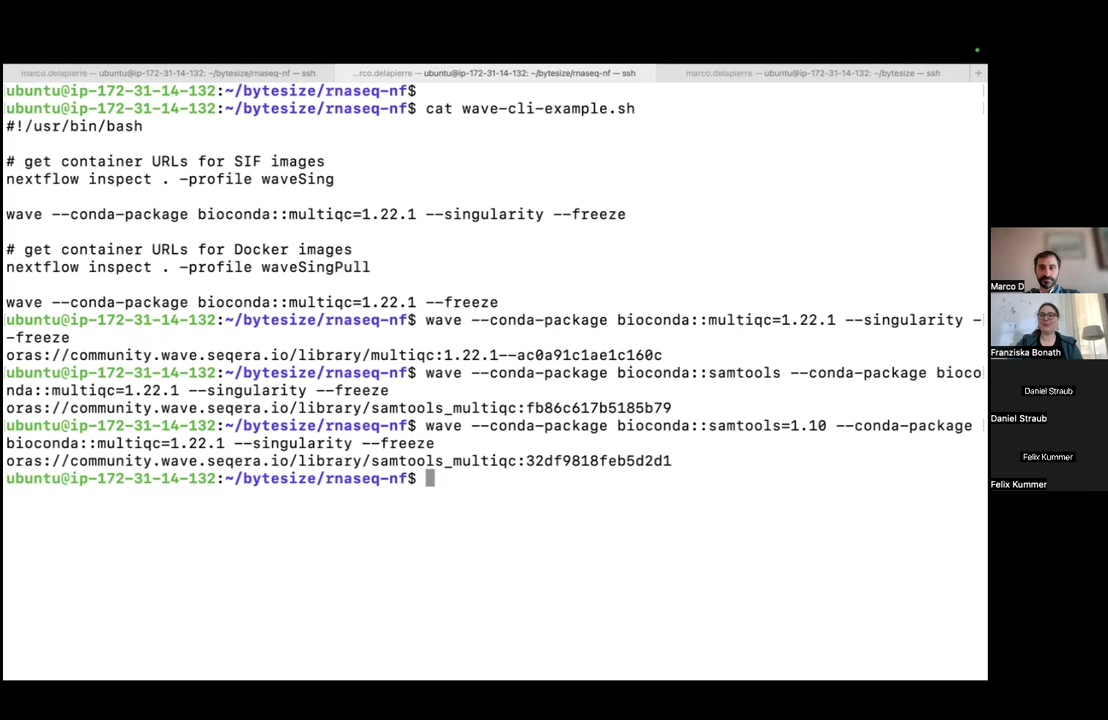 marco.delapierre — ubuntu@ip-172-31-14-132: ~/bytesize/rnaseq-nf — ssh
...rco.delapierre — ubuntu@ip-172-31-14-132: ~/bytesize/rnaseq-nf — ssh
marco.delapierre — ubuntu@ip-172-31-14-132: ~/bytesize — ssh
+
ubuntu@ip-172-31-14-132:~/bytesize/rnaseq-nf$
ubuntu@ip-172-31-14-132:~/bytesize/rnaseq-nf$ cat wave-cli-example.sh
#!/usr/bin/bash
# get container URLs for SIF images
nextflow inspect . -profile waveSing
wave --conda-package bioconda::multiqc=1.22.1 --singularity --freeze
# get container URLs for Docker images
nextflow inspect . -profile waveSingPull
wave --conda-package bioconda::multiqc=1.22.1 --freeze
ubuntu@ip-172-31-14-132:~/bytesize/rnaseq-nf$ wave --conda-package bioconda::multiqc=1.22.1 --singularity -
-freeze
oras://community.wave.seqera.io/library/multiqc:1.22.1--ac0a91c1ae1c160c
ubuntu@ip-172-31-14-132:~/bytesize/rnaseq-nf$ wave --conda-package bioconda::samtools --conda-package bioco
nda::multiqc=1.22.1 --singularity --freeze
oras://community.wave.seqera.io/library/samtools_multiqc:fb86c617b5185b79
ubuntu@ip-172-31-14-132:~/bytesize/rnaseq-nf$ wave --conda-package bioconda::samtools=1.10 --conda-package
bioconda::multiqc=1.22.1 --singularity --freeze
oras://community.wave.seqera.io/library/samtools_multiqc:32df9818feb5d2d1
ubuntu@ip-172-31-14-132:~/bytesize/rnaseq-nf$
Marco D
Franziska Bonath
Daniel Straub
Daniel Straub
Felix Kummer
Felix Kummer